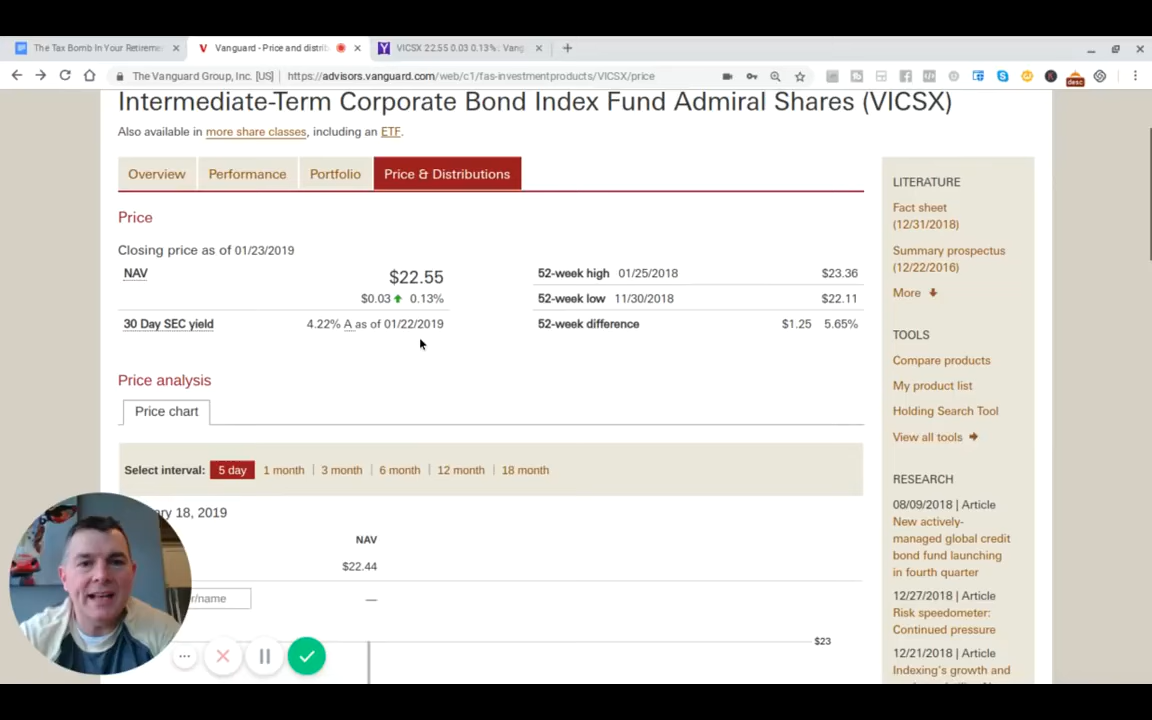 The Tax Bomb In Your Retireme
Vanguard - Price and distrib
VICSX 22.55 0.03 0.13% : Vang
The Vanguard Group, Inc. [US] | https://advisors.vanguard.com/web/c1/fas-investmentproducts/VICSX/price
desc
Intermediate-Term Corporate Bond Index Fund Admiral Shares (VICSX)
Also available in more share classes, including an ETF.
Overview
Performance
Portfolio
Price & Distributions
Price
Closing price as of 01/23/2019
NAV $22.55
$0.03 0.13%
30 Day SEC yield 4.22% A as of 01/22/2019
52-week high 01/25/2018 $23.36
52-week low 11/30/2018 $22.11
52-week difference $1.25 5.65%
Price analysis
Price chart
Select interval: 5 day 1 month | 3 month | 6 month | 12 month | 18 month
ry 18, 2019
NAV
$22.44
r/name —
$23
LITERATURE
Fact sheet
(12/31/2018)
Summary prospectus
(12/22/2016)
More
TOOLS
Compare products
My product list
Holding Search Tool
View all tools
RESEARCH
08/09/2018 | Article
New actively-
managed global credit
bond fund launching
in fourth quarter
12/27/2018 | Article
Risk speedometer:
Continued pressure
12/21/2018 | Article
Indexing's growth and